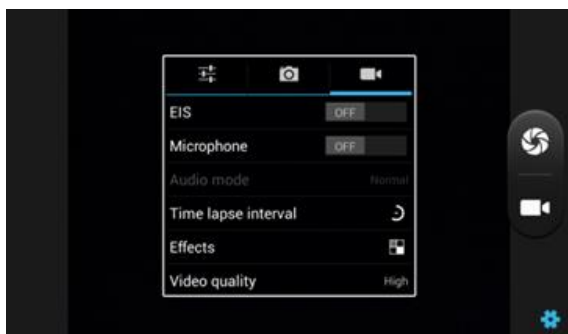 EIS OFF
Microphone OFF
Audio mode Normal
Time lapse interval
Effects
Video quality High